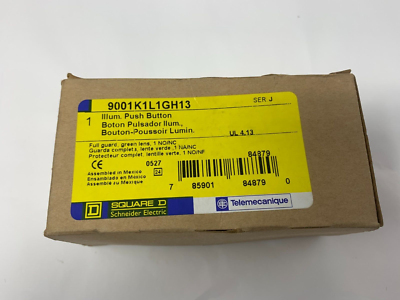 9001K1L1GH13
SER J
1
Illum. Push Button
Boton Pulsador Ilum.,
Bouton-Poussoir Lumin.
UL 4.13
Full guard, green lens, 1 NO/NC
Guarda completa, lente verde, 1 NA/NC
Protecteur complet, lentille verte, 1 NO/NF
84879
CE 0527
24
Assembled in Mexico
Ensamblado en México
Assemblé au Mexique
7 85901 84879 0
D SQUARE D
Schneider Electric
Telemecanique